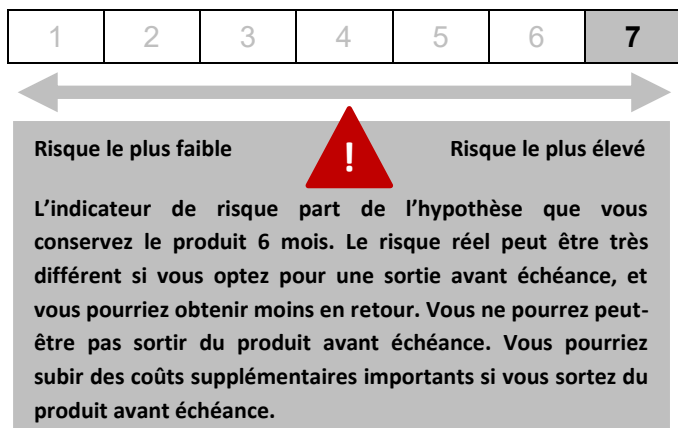 1 2 3 4 5 6 7
!
Risque le plus faible Risque le plus élevé
L’indicateur de risque part de l’hypothèse que vous
conservez le produit 6 mois. Le risque réel peut être très
différent si vous optez pour une sortie avant échéance, et
vous pourriez obtenir moins en retour. Vous ne pourrez peut-
être pas sortir du produit avant échéance. Vous pourriez
subir des coûts supplémentaires importants si vous sortez du
produit avant échéance.